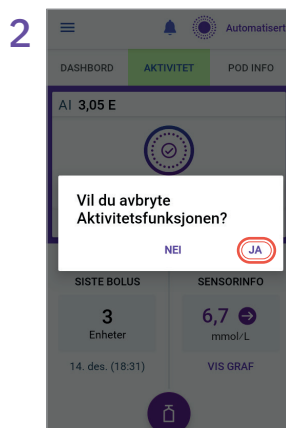 2
Automatisert
DASHBORD AKTIVITET POD INFO
AI 3,05 E
Vil du avbryte
Aktivitetsfunksjonen?
NEI JA
SISTE BOLUS SENSORINFO
3 6,7
Enheter mmol/L
14. des. (18:31) VIS GRAF